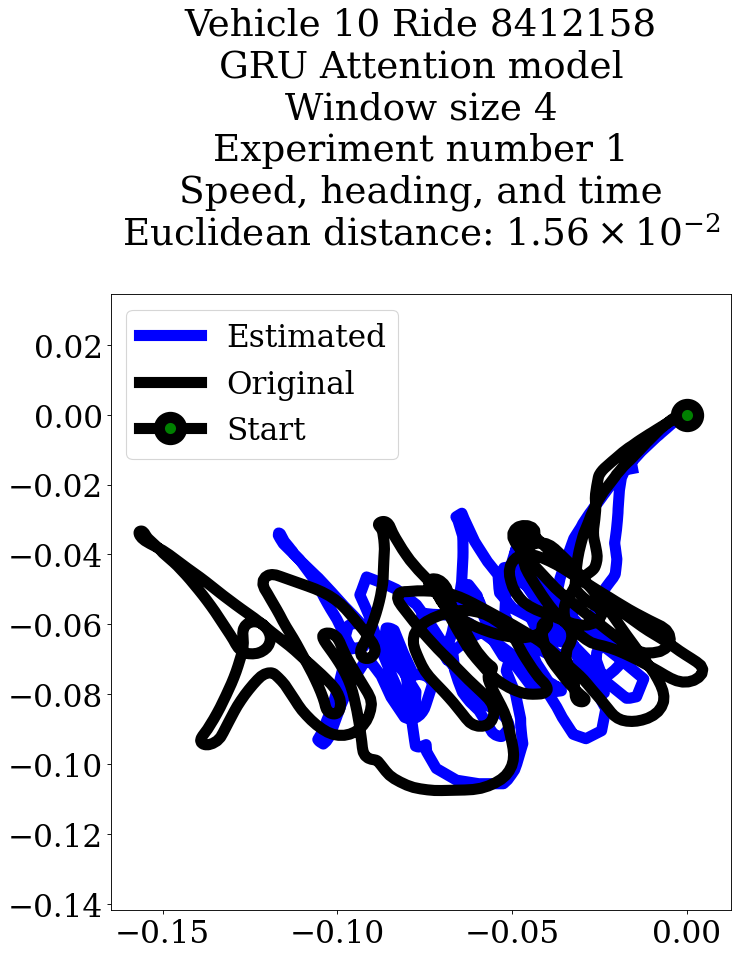 Vehicle 10 Ride 8412158
GRU Attention model
Window size 4
Experiment number 1
Speed, heading, and time
Euclidean distance: 1.56 × 10⁻²
Estimated
Original
Start
0.02
0.00
−0.02
−0.04
−0.06
−0.08
−0.10
−0.12
−0.14
−0.15 −0.10 −0.05 0.00